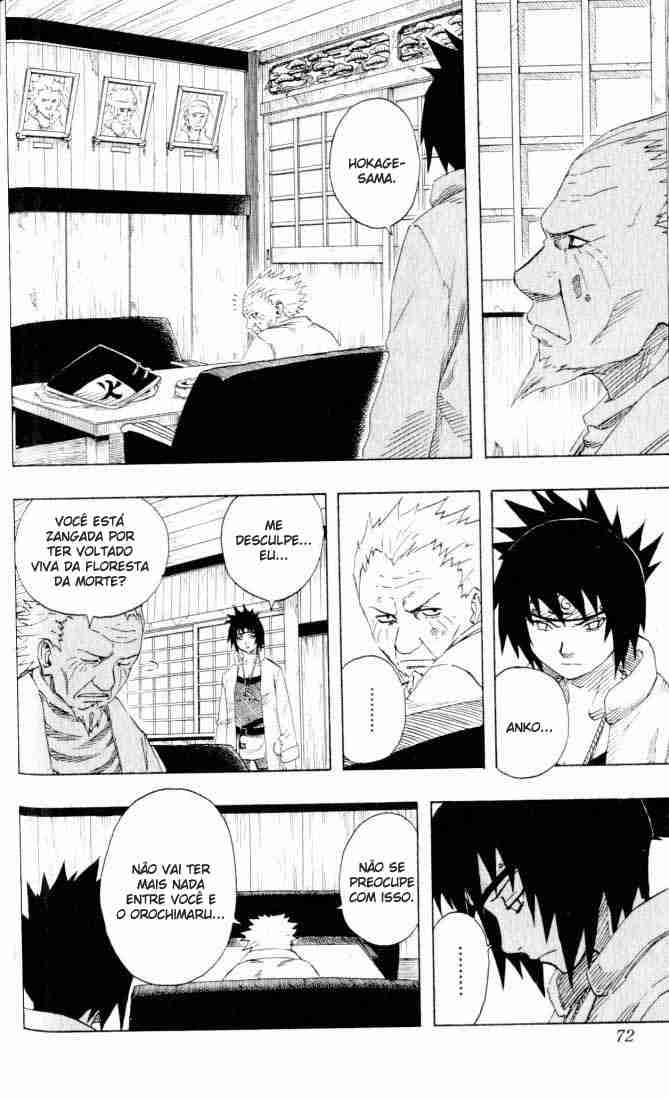 HOKAGE-
SAMA.
火
ANKO...
.........
ME
DESCULPE...
EU...
VOCÊ ESTÁ
ZANGADA POR
TER VOLTADO
VIVA DA FLORESTA
DA MORTE?
.........
NÃO SE
PREOCUPE
COM ISSO.
NÃO VAI TER
MAIS NADA
ENTRE VOCÊ E
O OROCHIMARU...
72